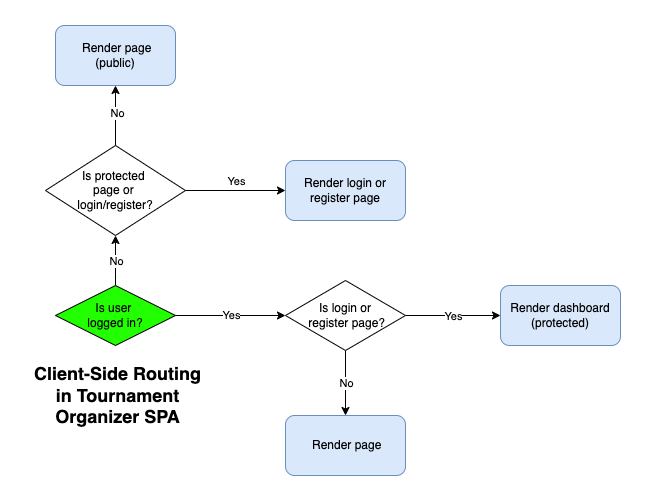 Render page
(public)
No
Is protected
page or
login/register?
Yes
Render login or
register page
No
Is user
logged in?
Yes
Is login or
register page?
Yes
Render dashboard
(protected)
No
Render page
Client-Side Routing
in Tournament
Organizer SPA